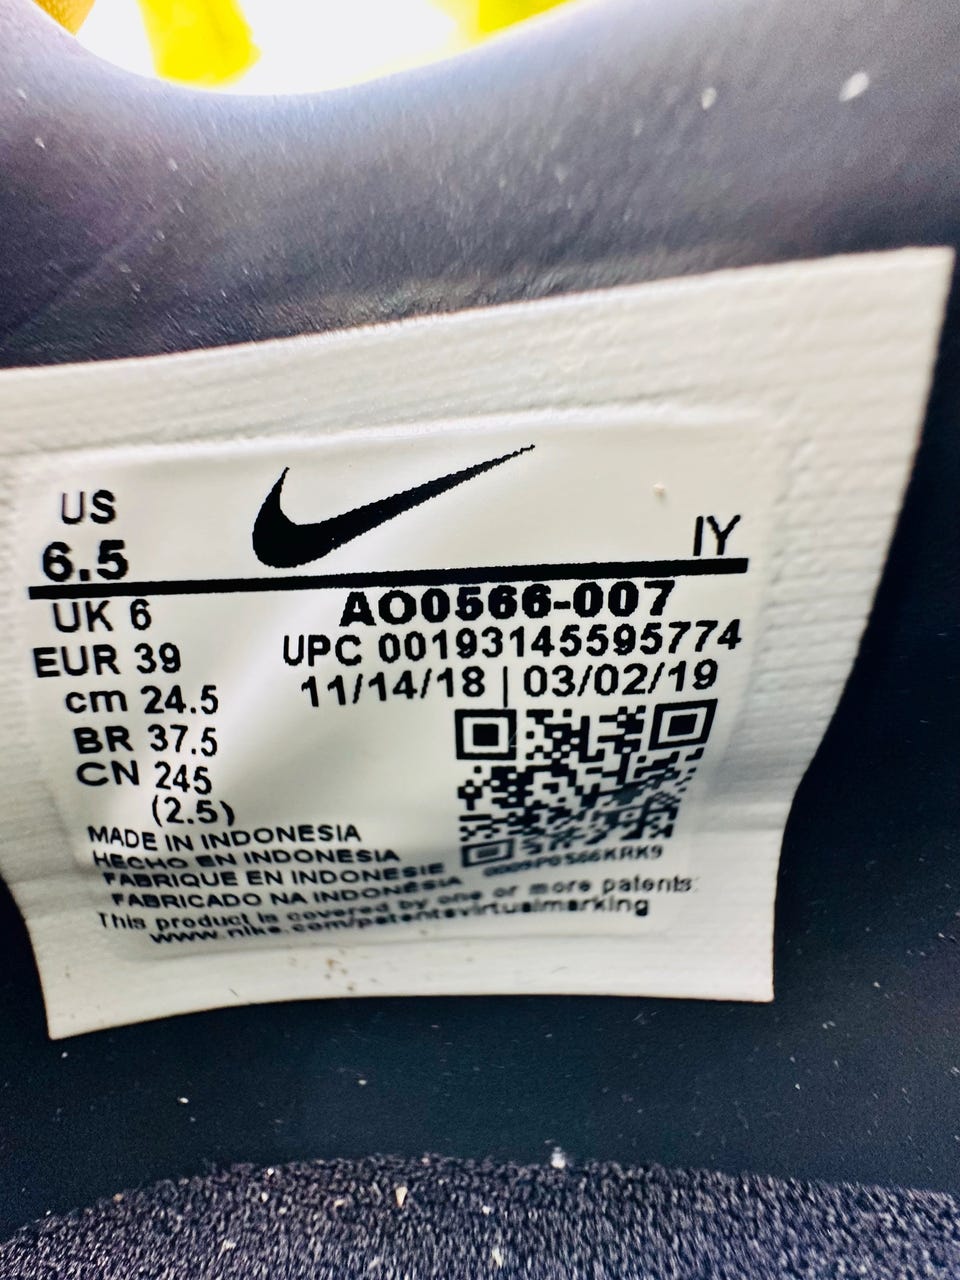 US
6.5
IY
UK 6
AO0566-007
EUR 39
UPC 00193145595774
cm 24.5
11/14/18 | 03/02/19
BR 37.5
CN 245
(2.5)
MADE IN INDONESIA
HECHO EN INDONESIA
FABRIQUE EN INDONESIE
FABRICADO NA INDONÉSIA
This product is covered by one or more patents:
www.nike.com/patentsvirtualmarking